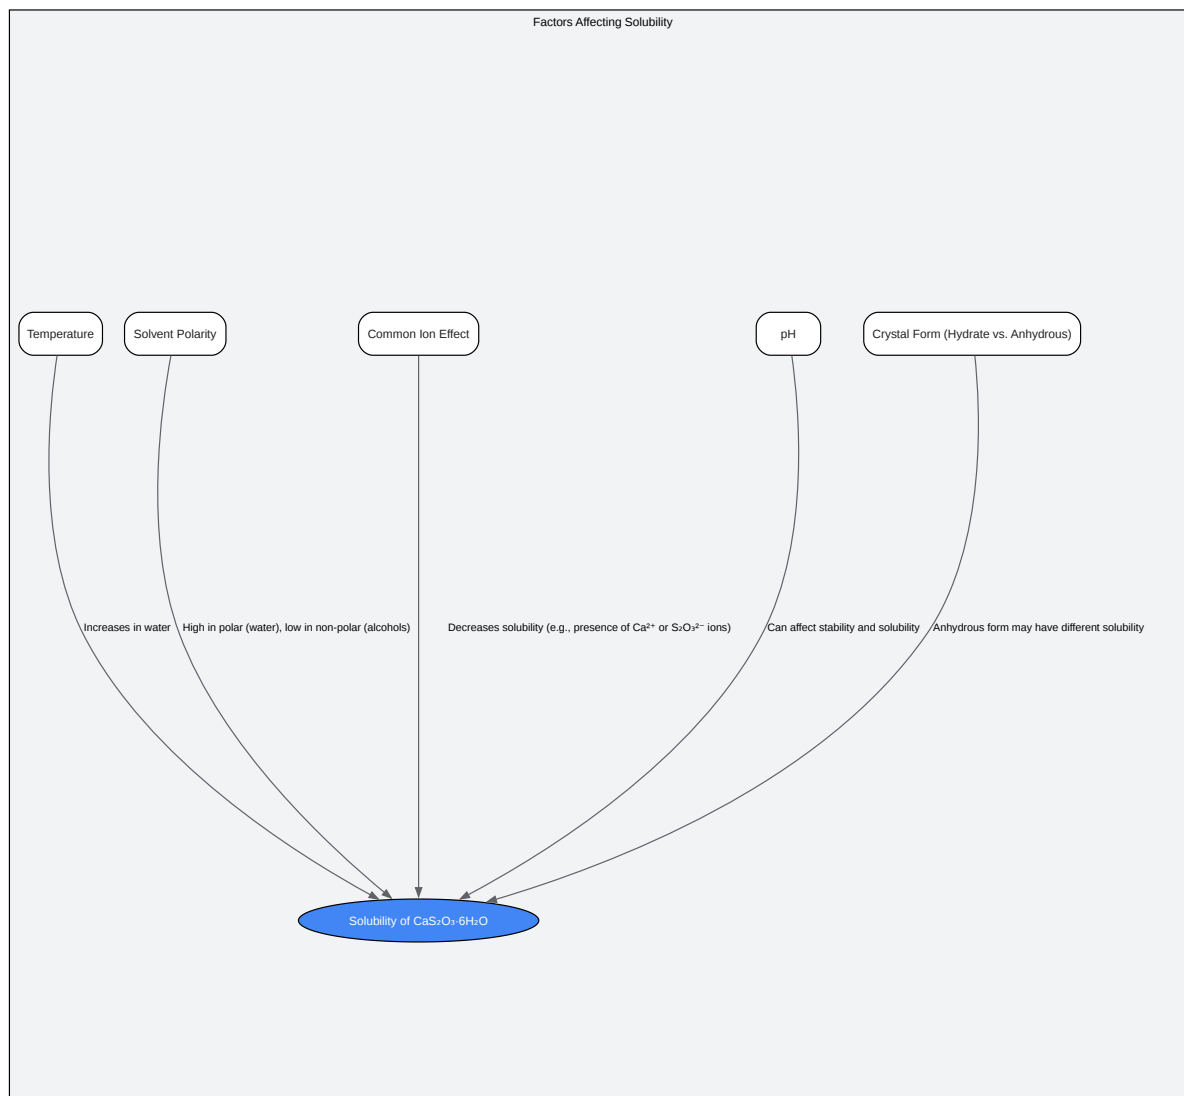 Factors Affecting Solubility
Temperature
Solvent Polarity
Common Ion Effect
pH
Crystal Form (Hydrate vs. Anhydrous)
Increases in water
High in polar (water), low in non-polar (alcohols)
Decreases solubility (e.g., presence of Ca²⁺ or S₂O₃²⁻ ions)
Can affect stability and solubility
Anhydrous form may have different solubility
Solubility of CaS₂O₃·6H₂O